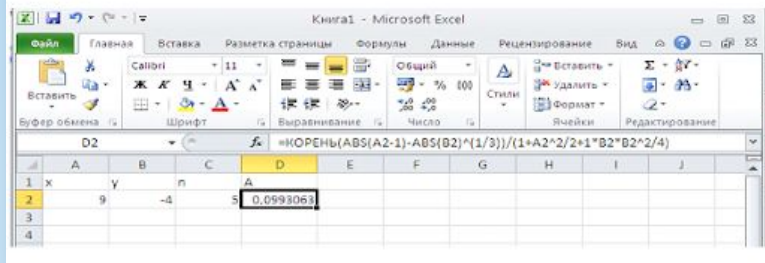 Книга1 - Microsoft Excel
Файл Главная Вставка Разметка страницы Формулы Данные Рецензирование Вид
Calibri 11 Общий Вставить Σ
Вставить Ж К Ч A A % 000 Стили Удалить
A Формат
Буфер обмена Шрифт Выравнивание Число Ячейки Редактирование
D2 fx =КОРЕНЬ(ABS(A2-1)-ABS(B2)^(1/3))/(1+A2^2/2+1*B2*B2^2/4)
A B C D E F G H I J
1 x y n A
2 9 -4 5 0,0993063
3
4